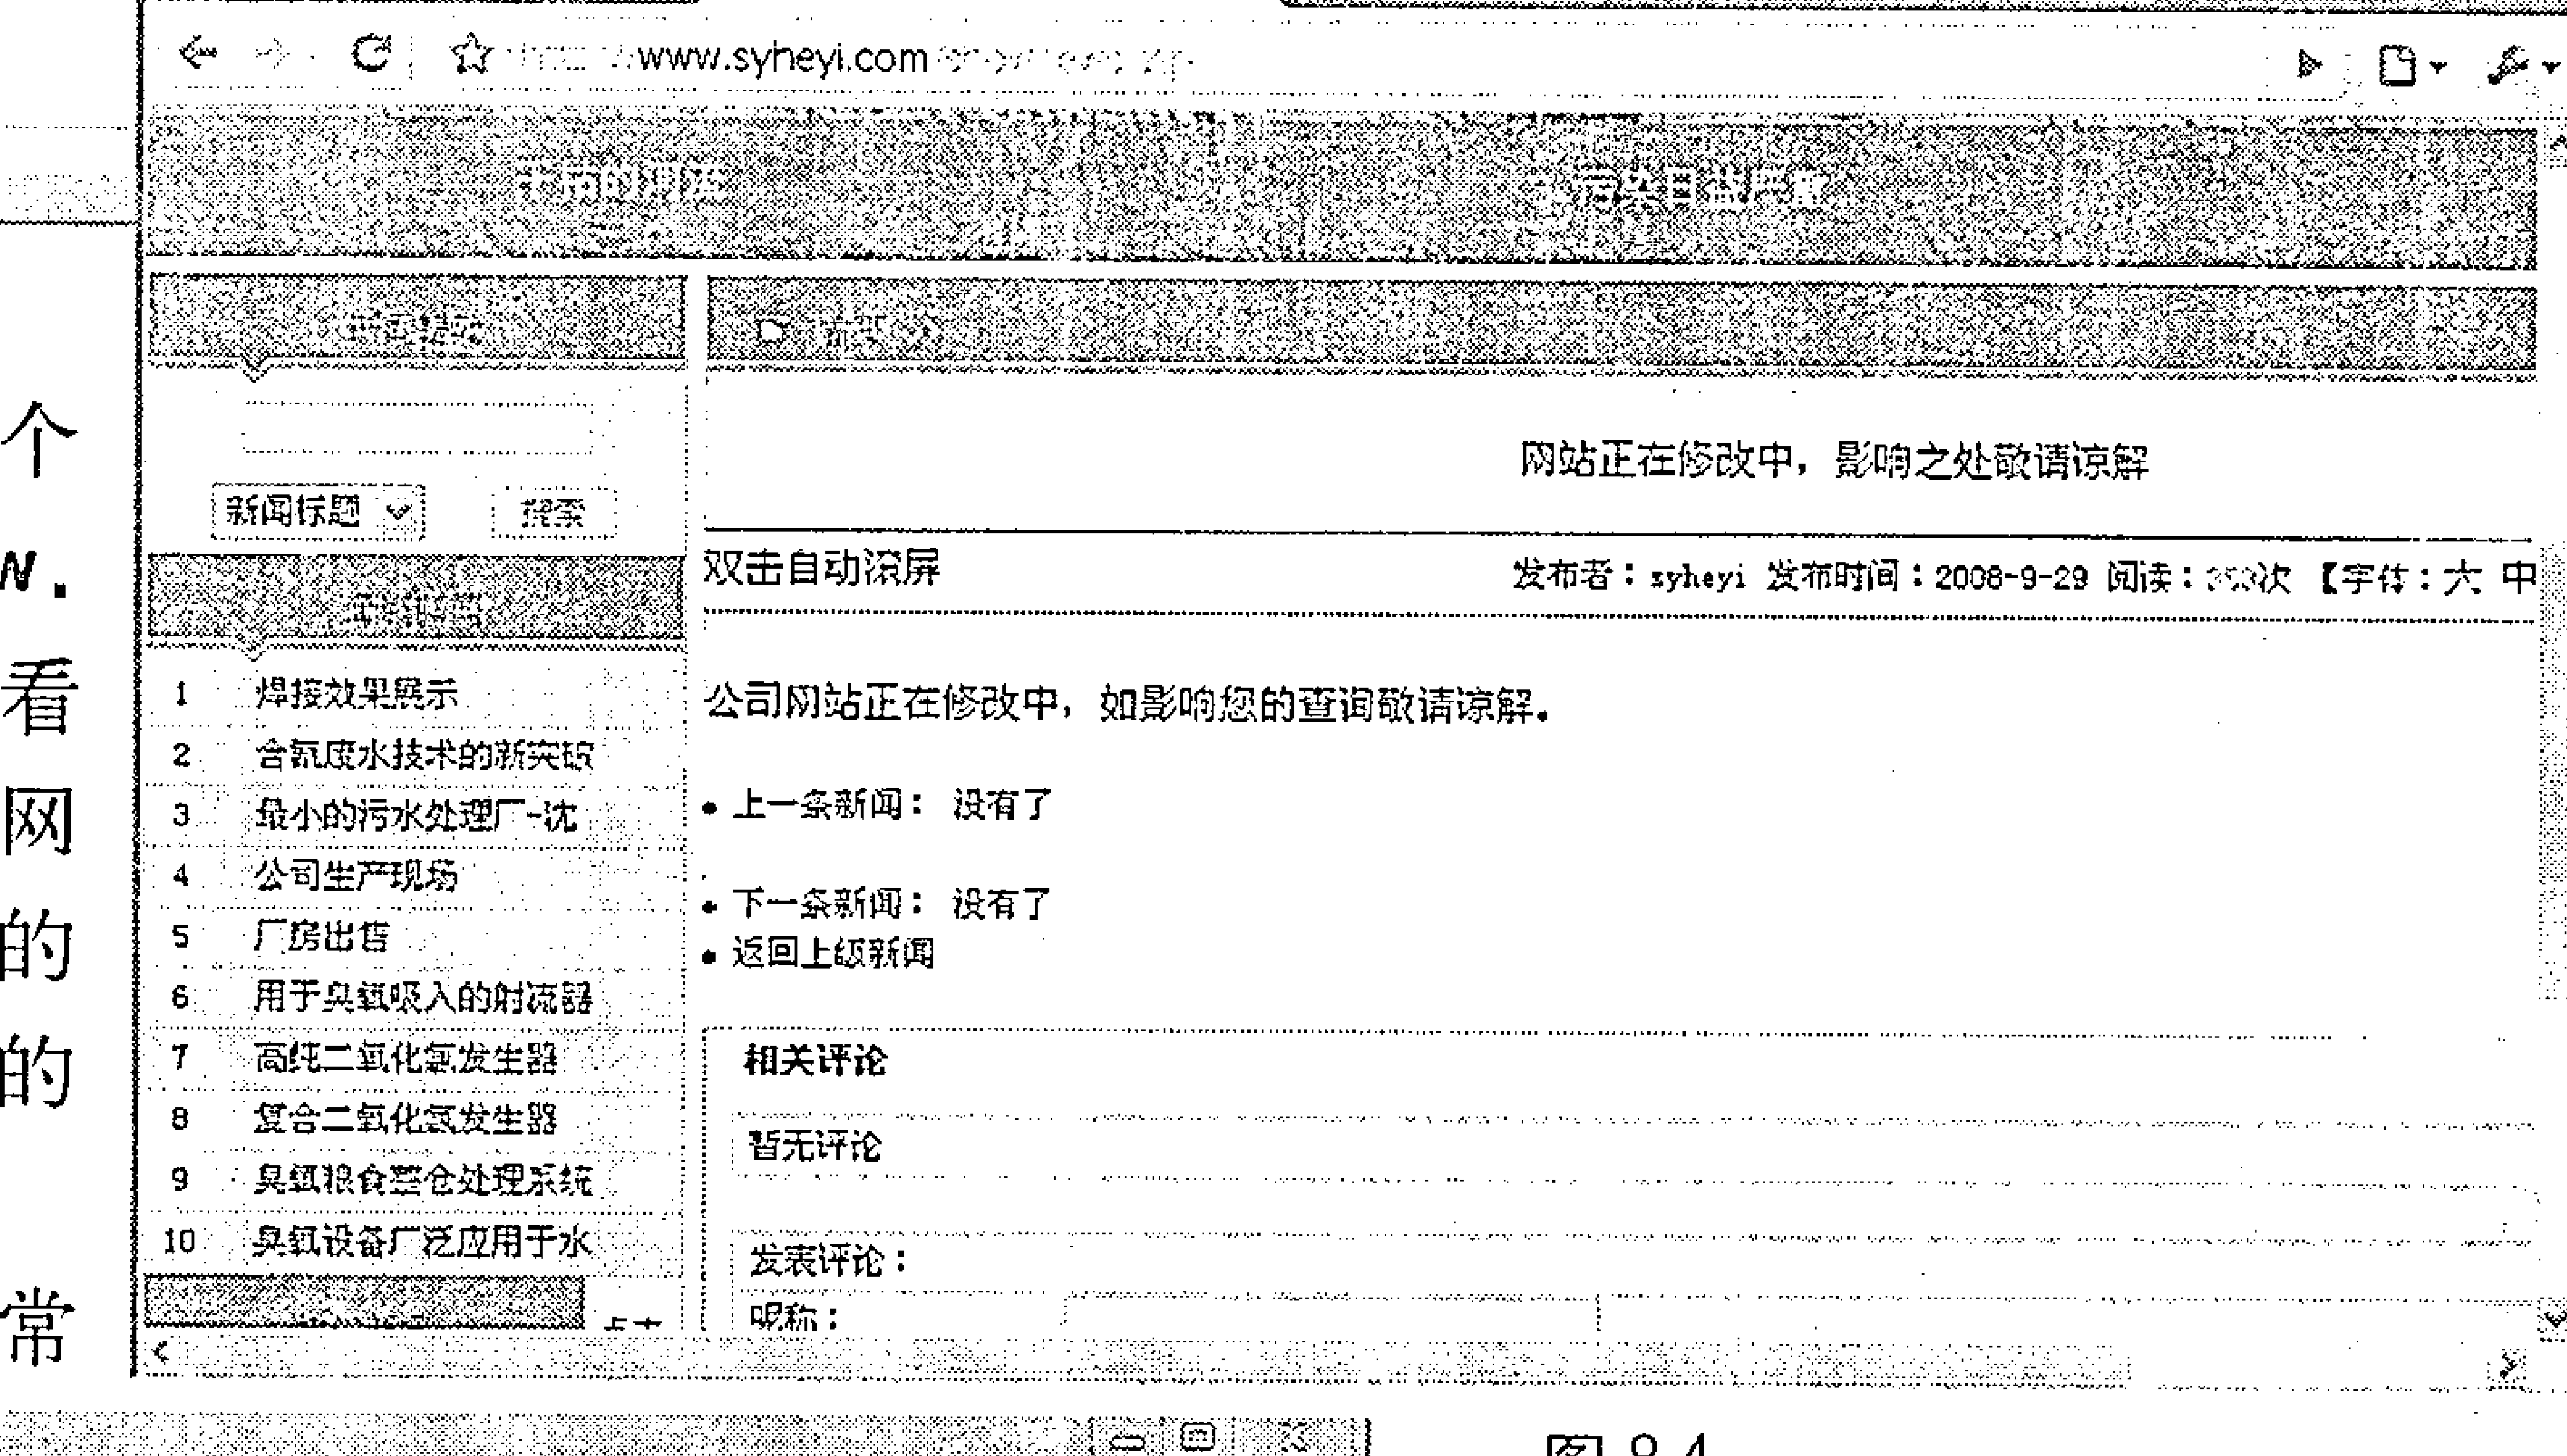 www.syheyi.com
个
N.
看
网
的
的
常
新闻标题 搜索
1 焊接效果展示
2 含氰废水技术的新突破
3 最小的污水处理厂-沈
4 公司生产现场
5 厂房出售
6 用于臭氧吸入的射流器
7 高纯二氧化氯发生器
8 复合二氧化氯发生器
9 臭氧粮食整仓处理系统
10 臭氧设备广泛应用于水
网站正在修改中，影响之处敬请谅解
双击自动滚屏 发布者：syheyi 发布时间：2008-9-29 阅读： 次 【字体：大 中
公司网站正在修改中，如影响您的查询敬请谅解。
• 上一条新闻： 没有了
• 下一条新闻： 没有了
• 返回上级新闻
相关评论
暂无评论
发表评论：
昵称：
图 9.4